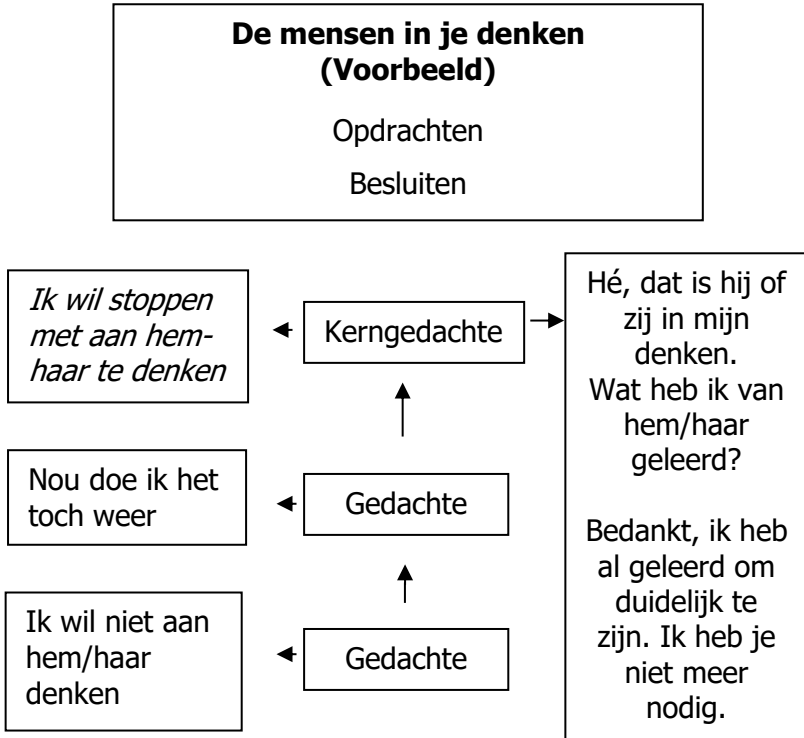 De mensen in je denken
(Voorbeeld)
Opdrachten
Besluiten
Ik wil stoppen
met aan hem-
haar te denken
Kerngedachte
Hé, dat is hij of
zij in mijn
denken.
Wat heb ik van
hem/haar
geleerd?
Bedankt, ik heb
al geleerd om
duidelijk te
zijn. Ik heb je
niet meer
nodig.
Nou doe ik het
toch weer
Gedachte
Ik wil niet aan
hem/haar
denken
Gedachte